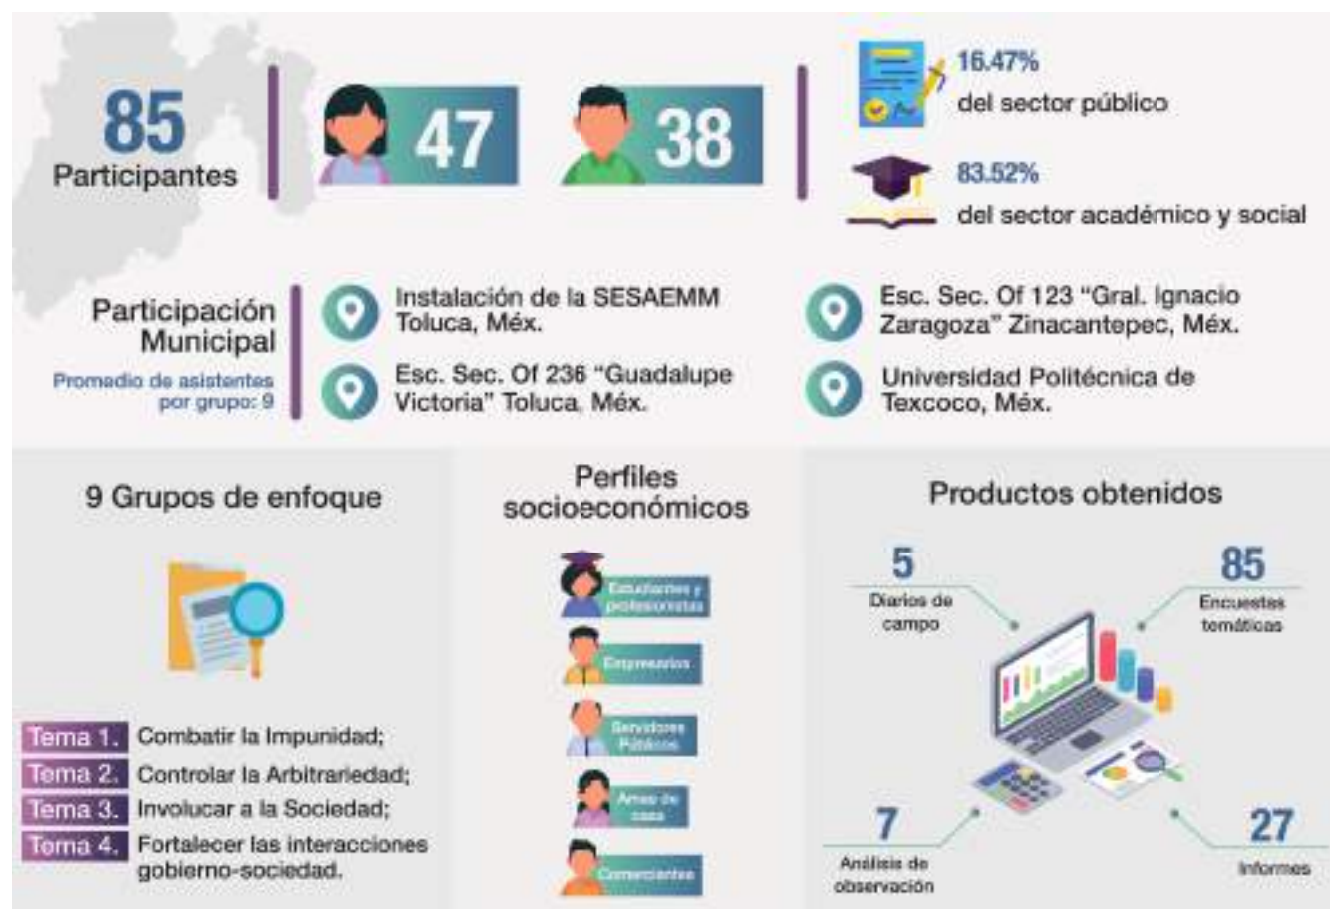 85
Participantes
47
38
16.47%
del sector público
83.52%
del sector académico y social
Participación
Municipal
Promedio de asistentes
por grupo: 9
Instalación de la SESAEMM
Toluca, Méx.
Esc. Sec. Of 236 “Guadalupe
Victoria” Toluca, Méx.
Esc. Sec. Of 123 “Gral. Ignacio
Zaragoza” Zinacantepec, Méx.
Universidad Politécnica de
Texcoco, Méx.
9 Grupos de enfoque
Tema 1. Combatir la Impunidad;
Tema 2. Controlar la Arbitrariedad;
Tema 3. Involucar a la Sociedad;
Tema 4. Fortalecer las interacciones
gobierno-sociedad.
Perfiles
socioeconómicos
Estudiantes y
profesionistas
Empresarios
Servidores
Públicos
Amas de
casa
Comerciantes
Productos obtenidos
5
Diarios de
campo
85
Encuestas
temáticas
7
Análisis de
observación
27
Informes